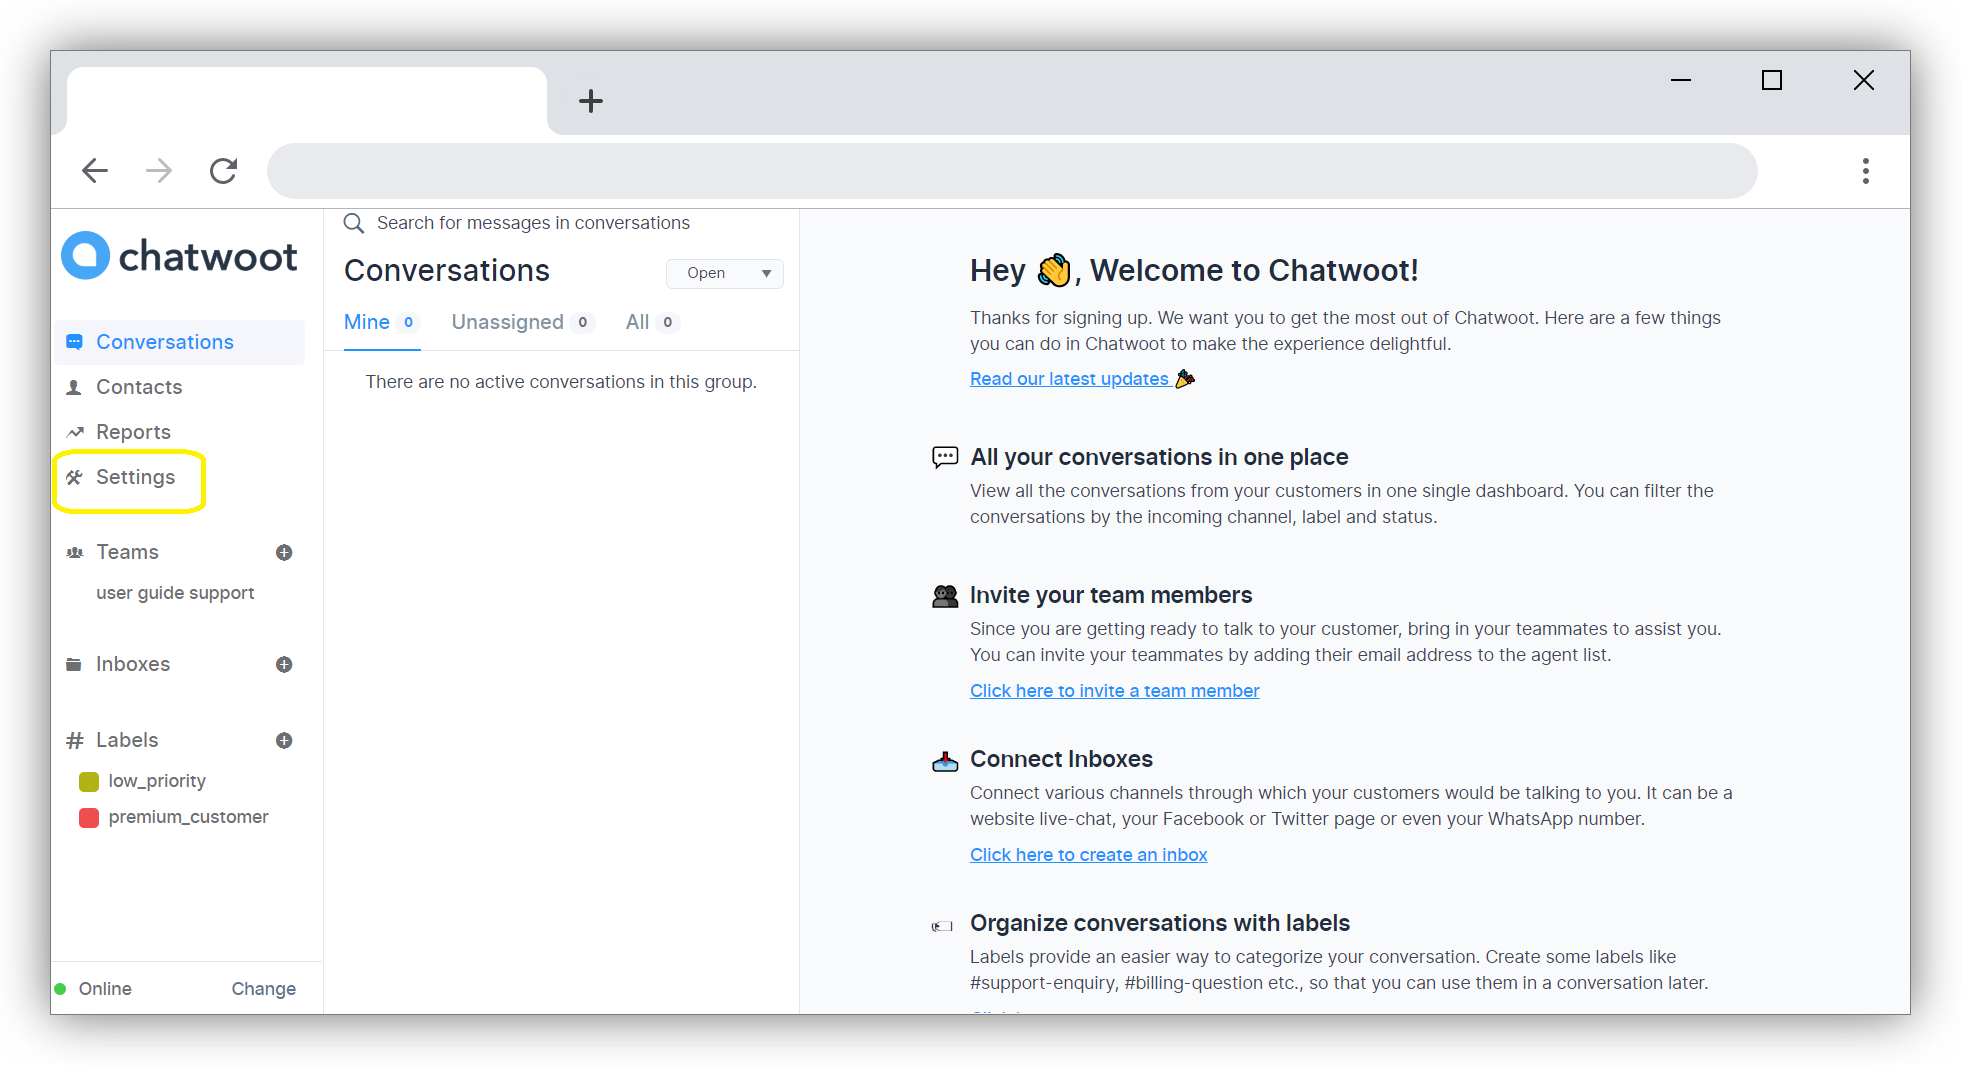 chatwoot
Conversations
Contacts
Reports
Settings
Teams
user guide support
Inboxes
Labels
low_priority
premium_customer
Online Change
Search for messages in conversations
Conversations Open
Mine 0 Unassigned 0 All 0
There are no active conversations in this group.
Hey 👋, Welcome to Chatwoot!
Thanks for signing up. We want you to get the most out of Chatwoot. Here are a few things
you can do in Chatwoot to make the experience delightful.
Read our latest updates 🎉
All your conversations in one place
View all the conversations from your customers in one single dashboard. You can filter the
conversations by the incoming channel, label and status.
Invite your team members
Since you are getting ready to talk to your customer, bring in your teammates to assist you.
You can invite your teammates by adding their email address to the agent list.
Click here to invite a team member
Connect Inboxes
Connect various channels through which your customers would be talking to you. It can be a
website live-chat, your Facebook or Twitter page or even your WhatsApp number.
Click here to create an inbox
Organize conversations with labels
Labels provide an easier way to categorize your conversation. Create some labels like
#support-enquiry, #billing-question etc., so that you can use them in a conversation later.